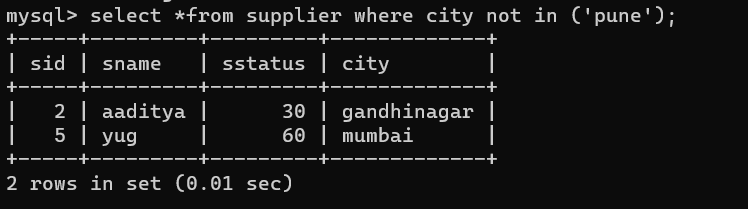 mysql> select *from supplier where city not in ('pune');
+-----+---------+---------+-------------+
| sid | sname   | sstatus | city        |
+-----+---------+---------+-------------+
|   2 | aaditya |      30 | gandhinagar |
|   5 | yug     |      60 | mumbai      |
+-----+---------+---------+-------------+
2 rows in set (0.01 sec)